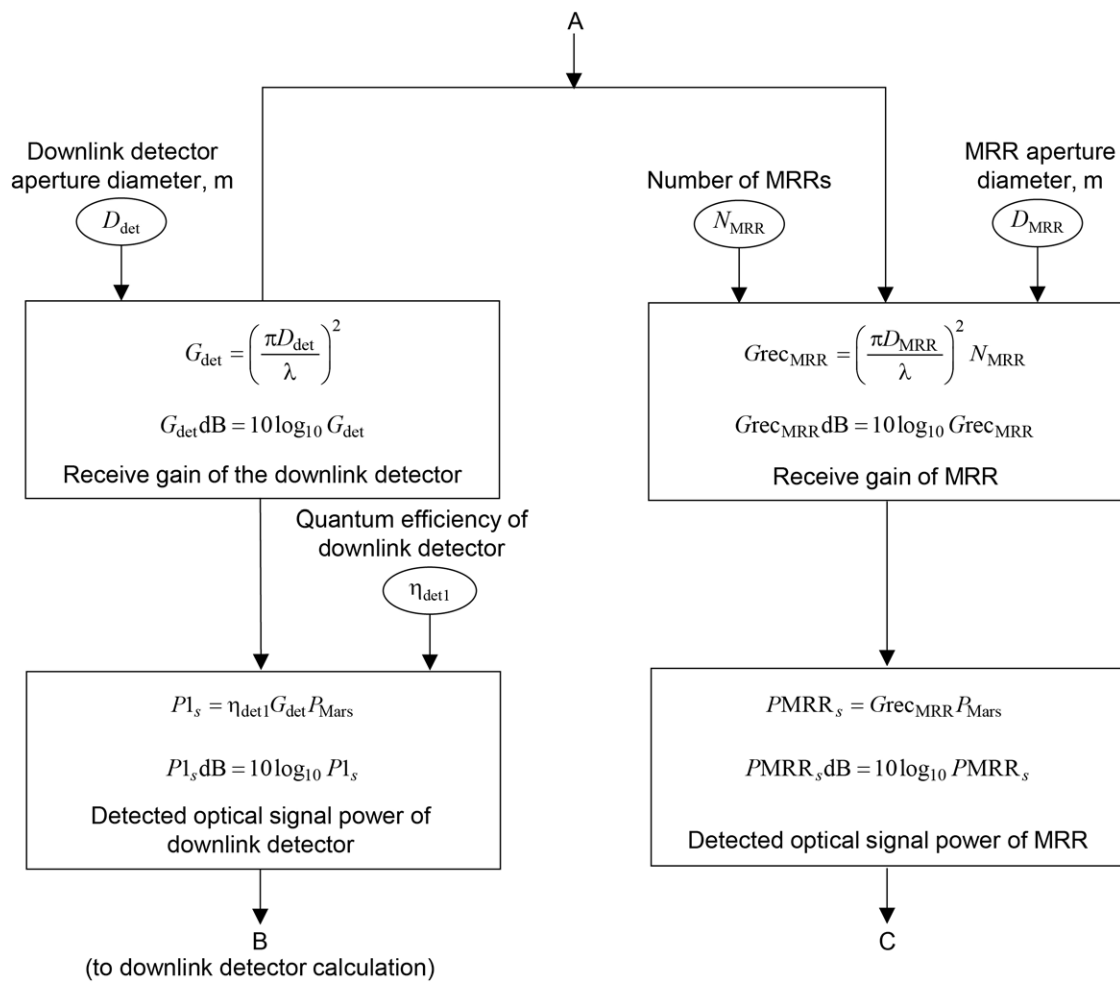 A
Downlink detector
aperture diameter, m
D_det
Number of MRRs
N_MRR
MRR aperture
diameter, m
D_MRR
G_det = (πD_det / λ)²
G_det dB = 10 log₁₀ G_det
Receive gain of the downlink detector
Grec_MRR = (πD_MRR / λ)² N_MRR
Grec_MRR dB = 10 log₁₀ Grec_MRR
Receive gain of MRR
Quantum efficiency of
downlink detector
η_det1
P1_s = η_det1 G_det P_Mars
P1_s dB = 10 log₁₀ P1_s
Detected optical signal power of
downlink detector
PMRR_s = Grec_MRR P_Mars
PMRR_s dB = 10 log₁₀ PMRR_s
Detected optical signal power of MRR
B
(to downlink detector calculation)
C